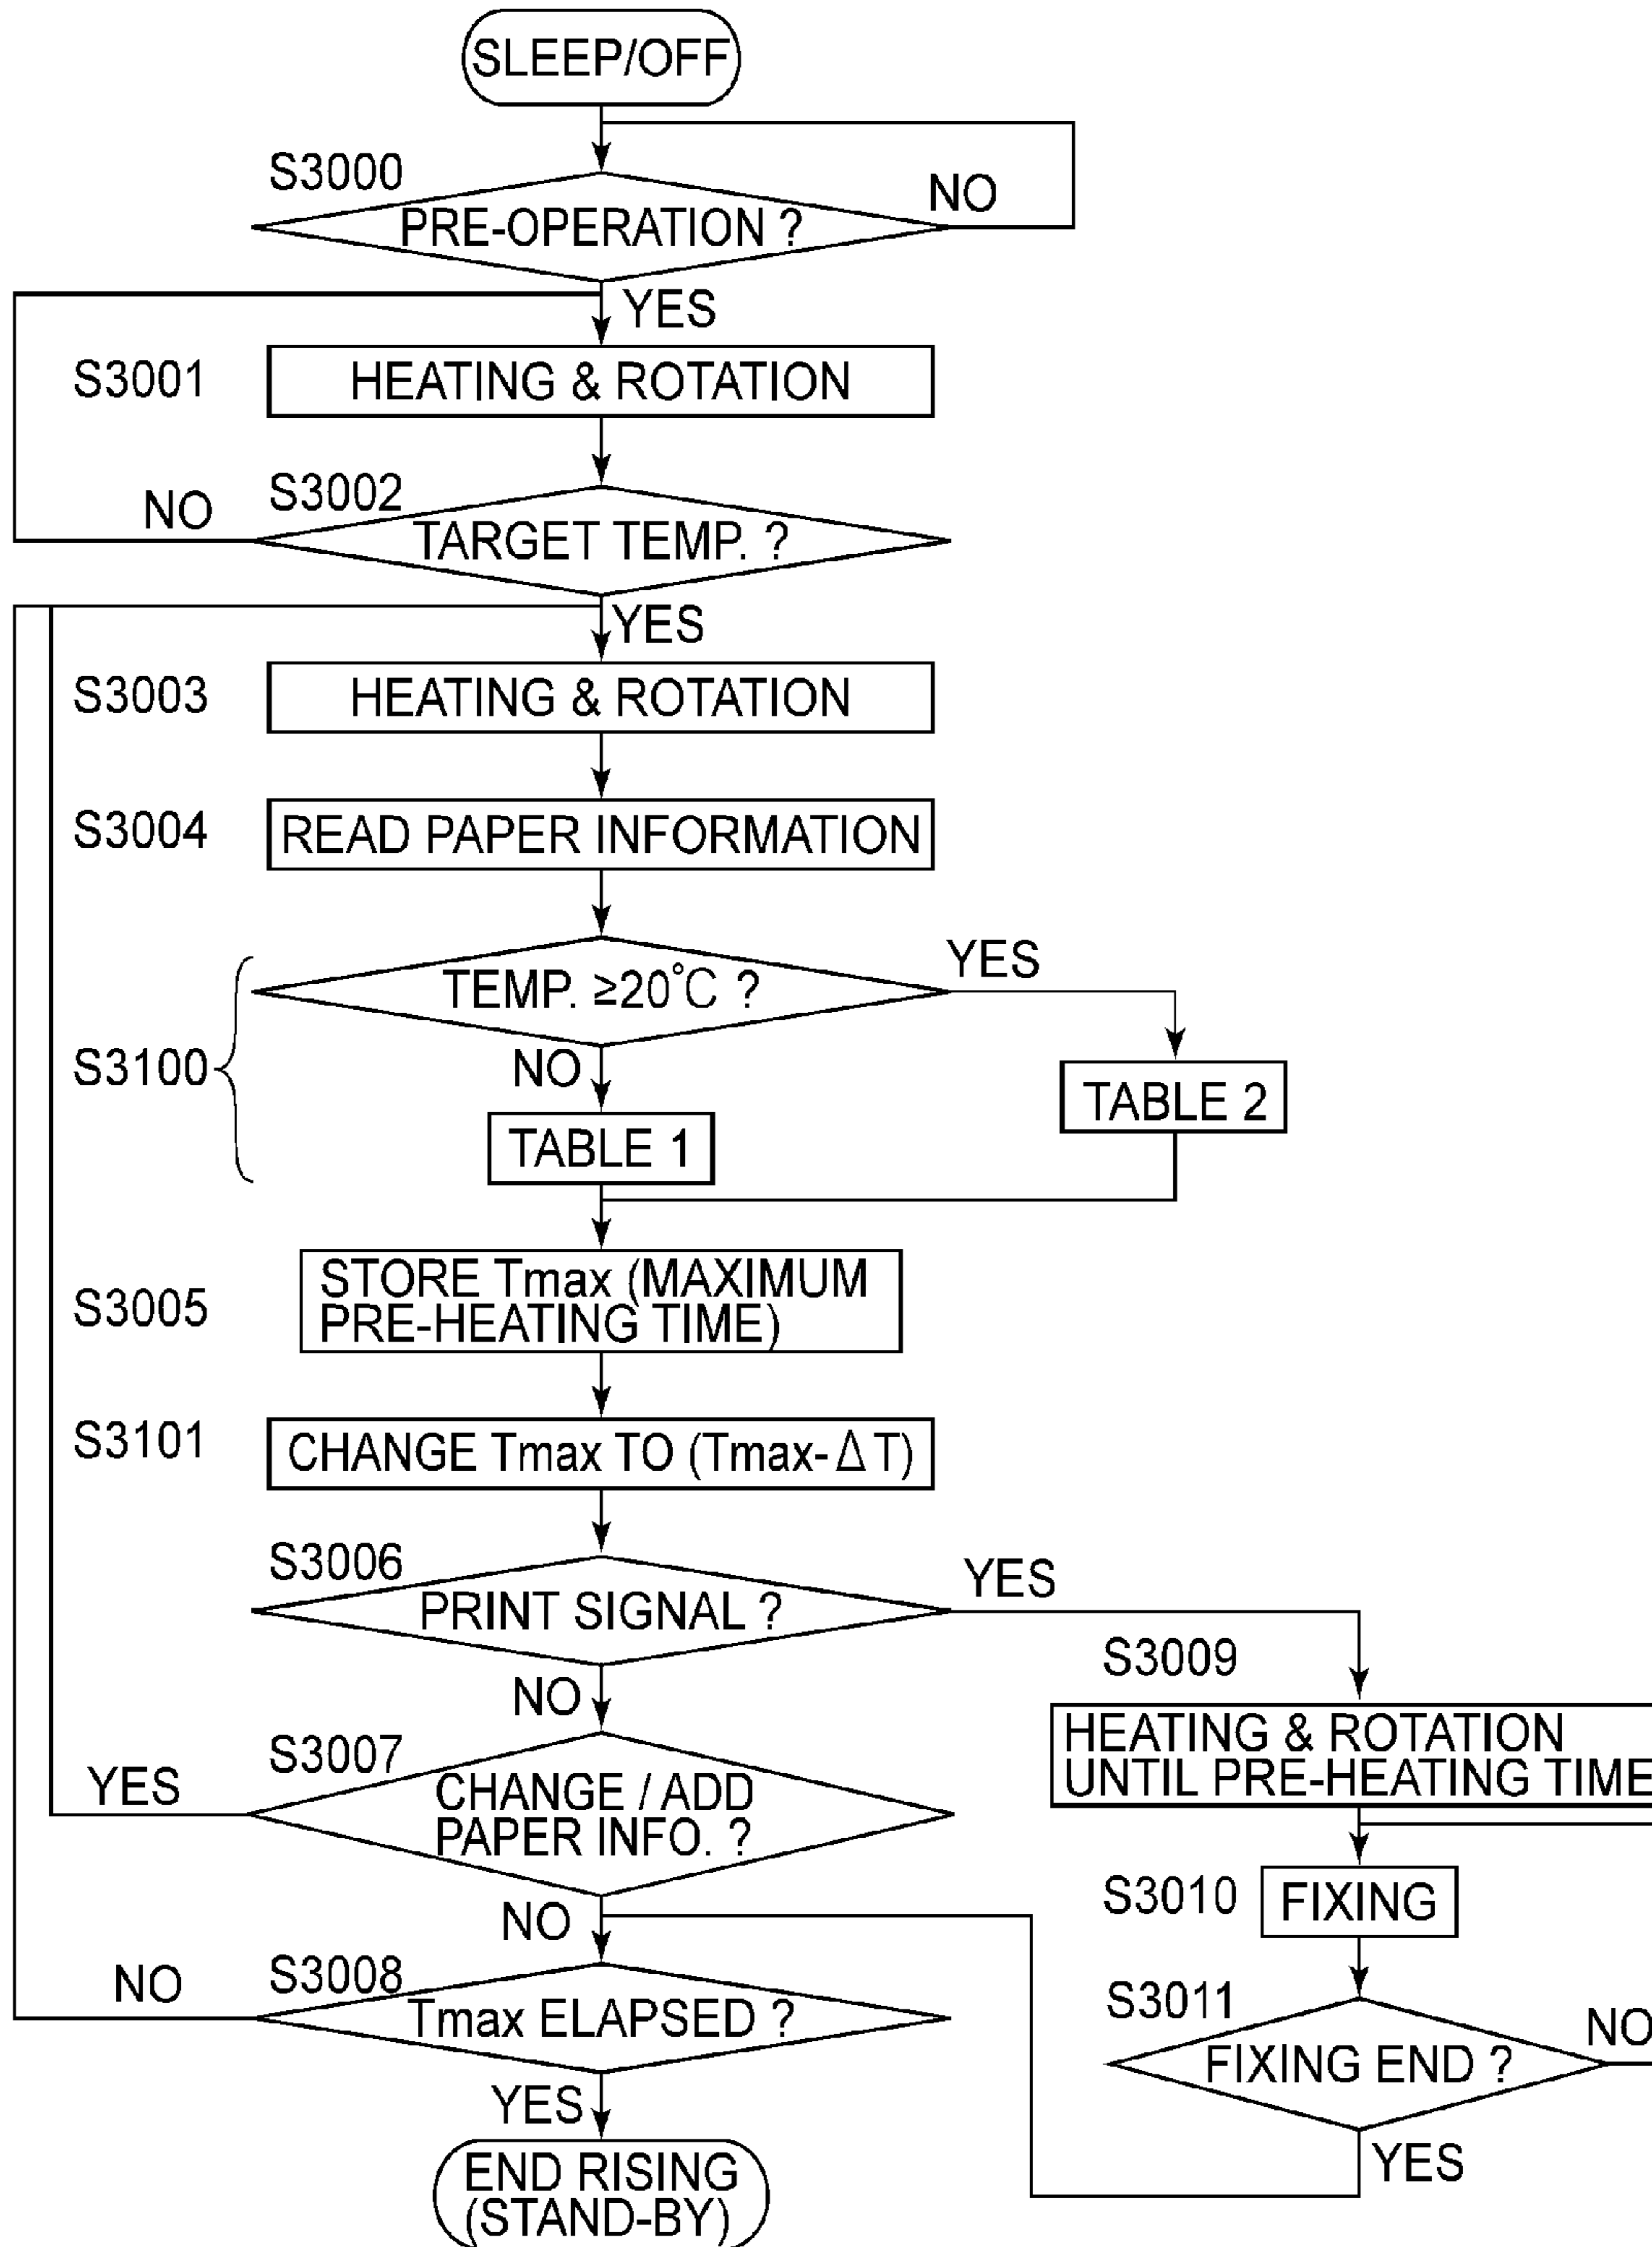 SLEEP/OFF
S3000
PRE-OPERATION ?
NO
YES
S3001
HEATING & ROTATION
S3002
NO
TARGET TEMP. ?
YES
S3003
HEATING & ROTATION
S3004
READ PAPER INFORMATION
TEMP. ≥20°C ?
YES
S3100
NO
TABLE 2
TABLE 1
S3005
STORE Tmax (MAXIMUM
PRE-HEATING TIME)
S3101
CHANGE Tmax TO (Tmax-ΔT)
S3006
PRINT SIGNAL ?
YES
NO
S3009
HEATING & ROTATION
UNTIL PRE-HEATING TIME
S3007
YES
CHANGE / ADD
PAPER INFO. ?
NO
S3010
FIXING
S3008
NO
Tmax ELAPSED ?
S3011
NO
FIXING END ?
YES
YES
END RISING
(STAND-BY)